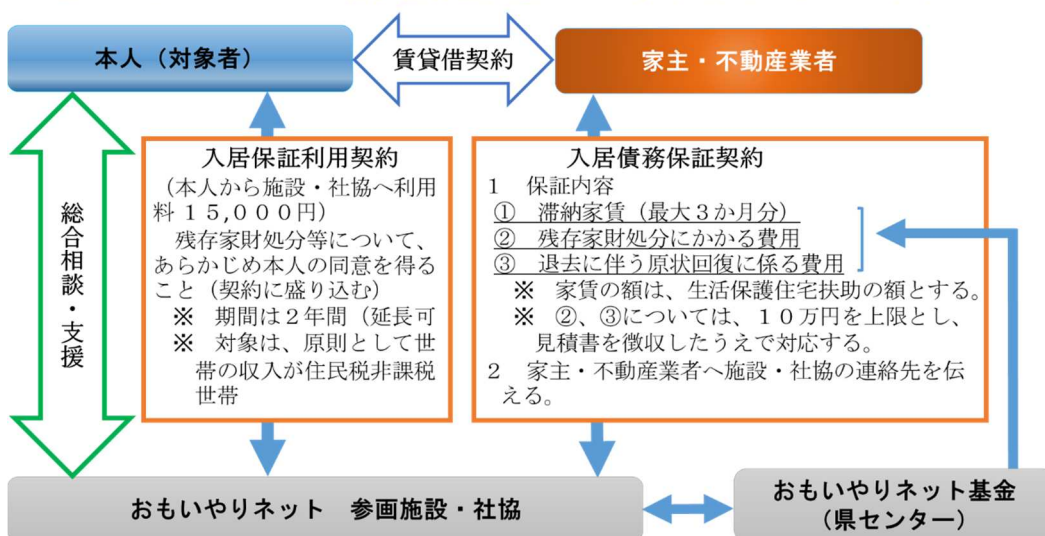 本人（対象者）
賃貸借契約
家主・不動産業者
総合相談・支援
入居保証利用契約
（本人から施設・社協へ利用
料１５,０００円）
残存家財処分等について、
あらかじめ本人の同意を得る
こと（契約に盛り込む）
※　期間は２年間（延長可
※　対象は、原則として世
帯の収入が住民税非課税
世帯
入居債務保証契約
１　保証内容
①　滞納家賃（最大３か月分）
②　残存家財処分にかかる費用
③　退去に伴う原状回復に係る費用
※　家賃の額は、生活保護住宅扶助の額とする。
※　②、③については、１０万円を上限とし、
見積書を徴収したうえで対応する。
２　家主・不動産業者へ施設・社協の連絡先を伝
える。
おもいやりネット　参画施設・社協
おもいやりネット基金
（県センター）